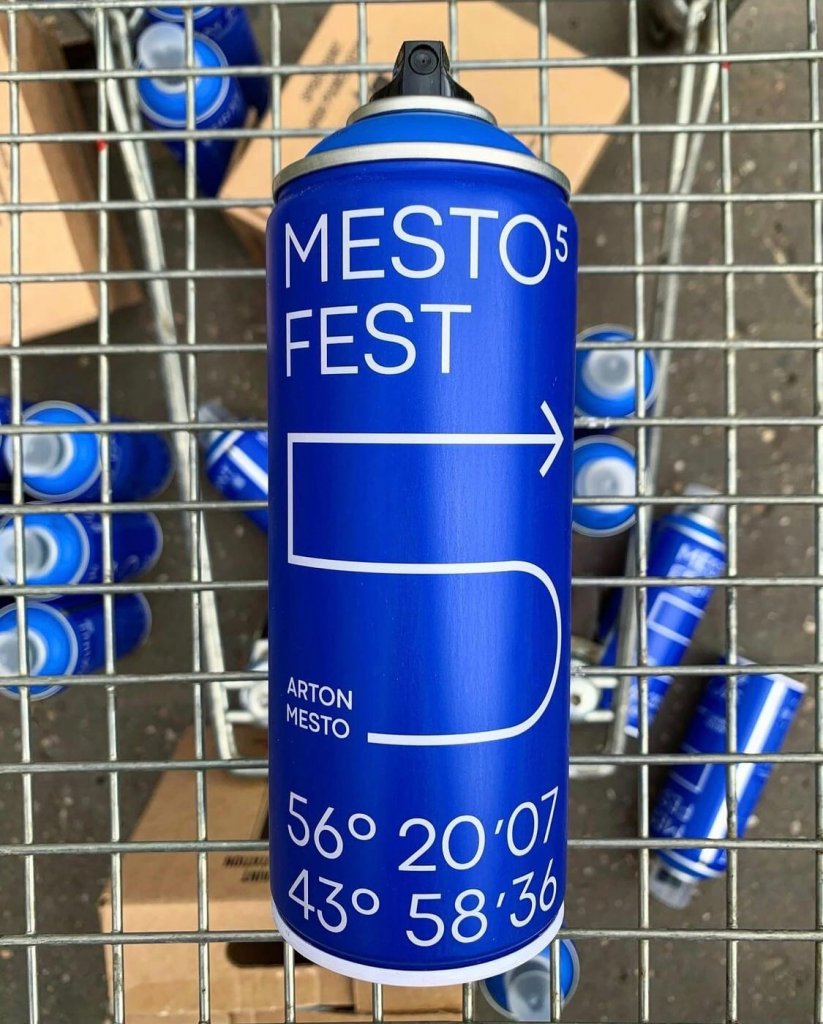 MESTO⁵
FEST
ARTON
MESTO
56° 20′07
43° 58′36